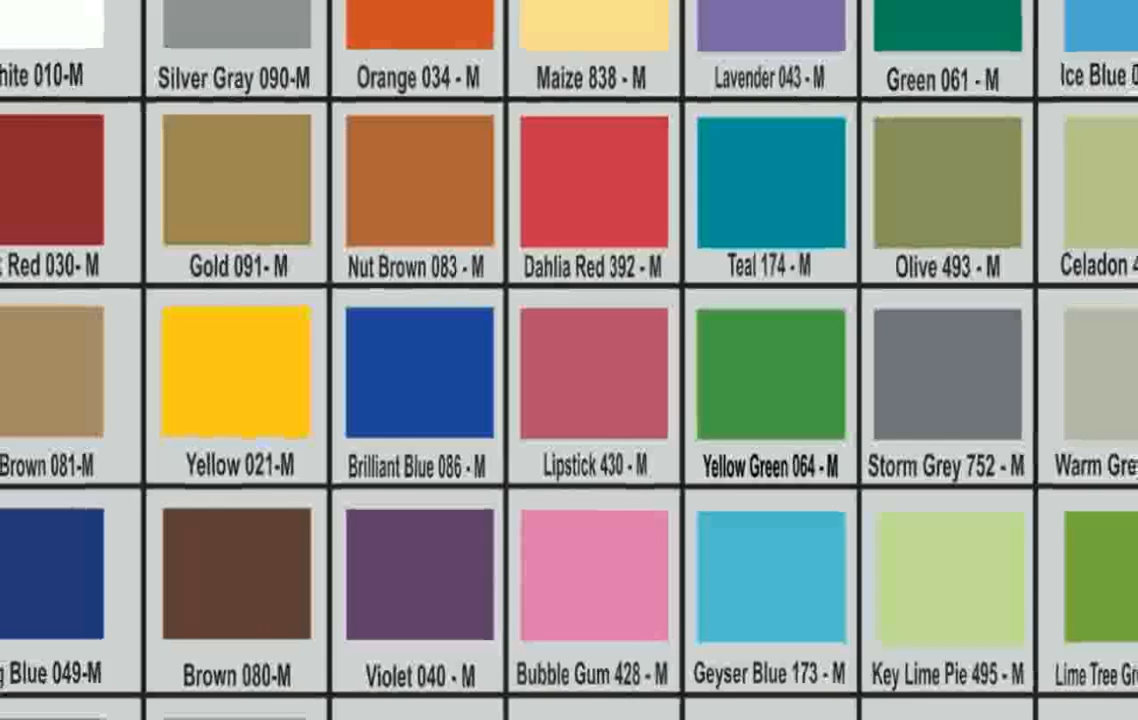 hite 010-M
Silver Gray 090-M
Orange 034 - M
Maize 838 - M
Lavender 043 - M
Green 061 - M
Ice Blue 0
Red 030- M
Gold 091- M
Nut Brown 083 - M
Dahlia Red 392 - M
Teal 174 - M
Olive 493 - M
Celadon 4
Brown 081-M
Yellow 021-M
Brilliant Blue 086 - M
Lipstick 430 - M
Yellow Green 064 - M
Storm Grey 752 - M
Warm Gre
g Blue 049-M
Brown 080-M
Violet 040 - M
Bubble Gum 428 - M
Geyser Blue 173 - M
Key Lime Pie 495 - M
Lime Tree Gr